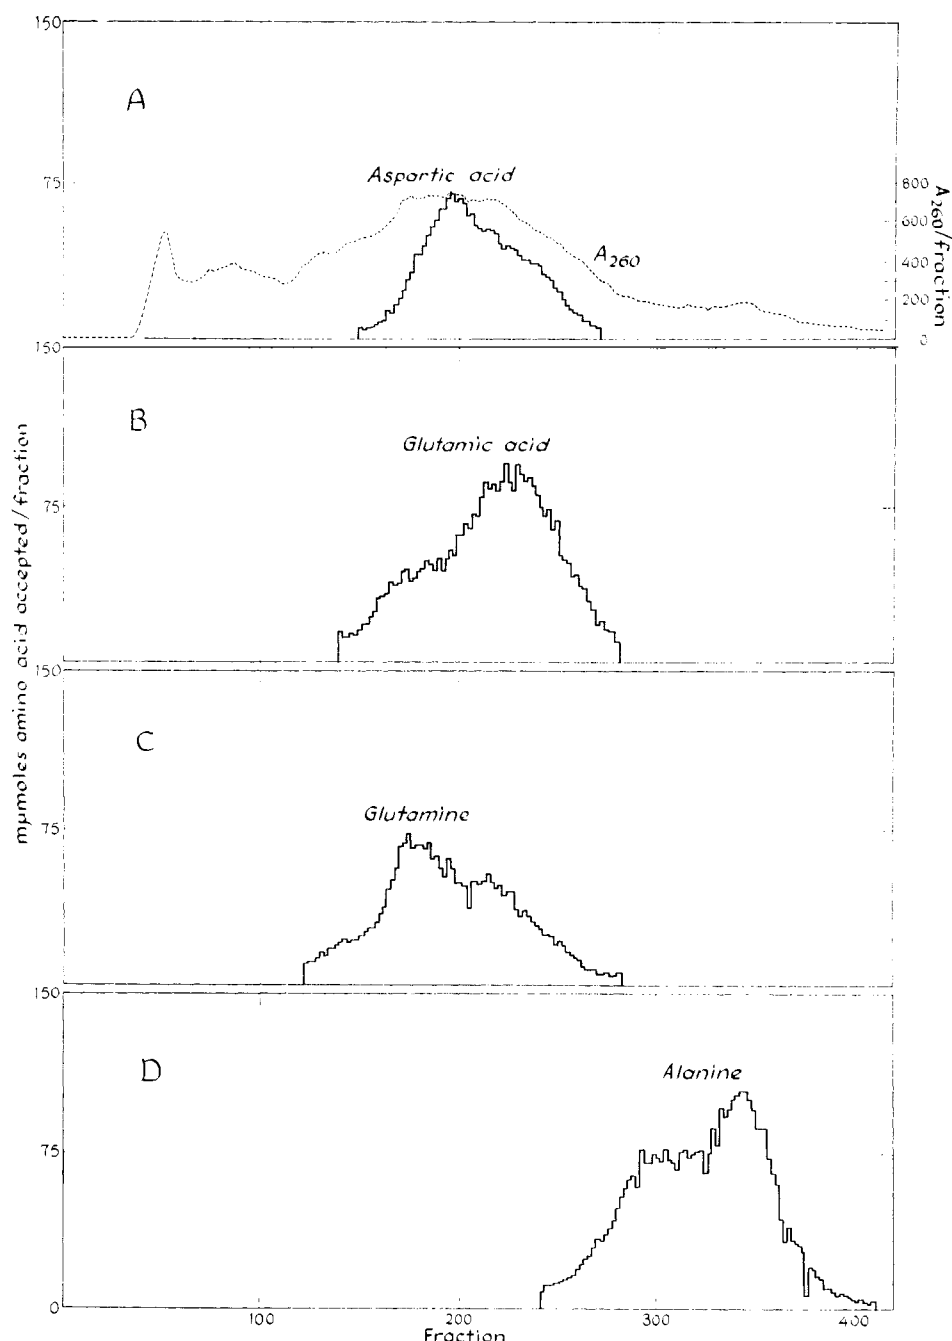 150
A
Aspartic acid
75
800
600
A260
400
200
0
A260/fraction
150
B
Glutamic acid
75
mµmoles amino acid accepted/fraction
150
C
Glutamine
75
150
D
Alanine
75
0
100
200
300
400
Fraction